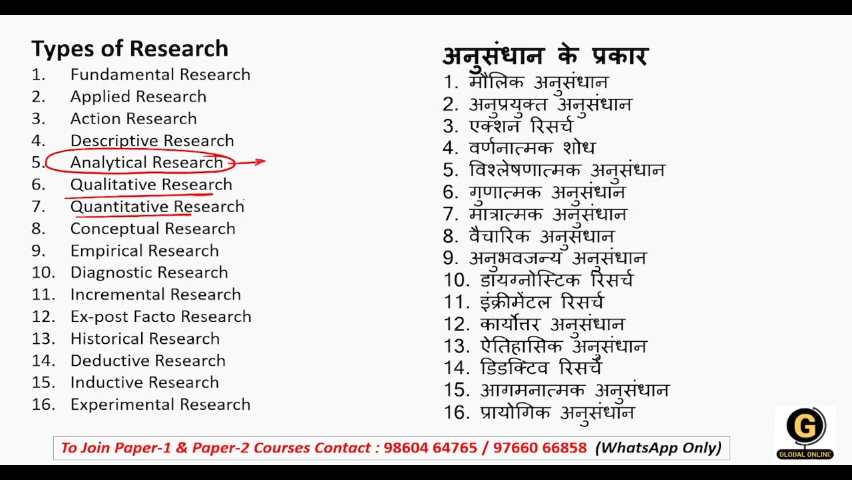 Types of Research
1. Fundamental Research
2. Applied Research
3. Action Research
4. Descriptive Research
5. Analytical Research
6. Qualitative Research
7. Quantitative Research
8. Conceptual Research
9. Empirical Research
10. Diagnostic Research
11. Incremental Research
12. Ex-post Facto Research
13. Historical Research
14. Deductive Research
15. Inductive Research
16. Experimental Research
अनुसंधान के प्रकार
1. मौलिक अनुसंधान
2. अनुप्रयुक्त अनुसंधान
3. एक्शन रिसर्च
4. वर्णनात्मक शोध
5. विश्लेषणात्मक अनुसंधान
6. गुणात्मक अनुसंधान
7. मात्रात्मक अनुसंधान
8. वैचारिक अनुसंधान
9. अनुभवजन्य अनुसंधान
10. डायग्नोस्टिक रिसर्च
11. इंक्रीमेंटल रिसर्च
12. कार्योत्तर अनुसंधान
13. ऐतिहासिक अनुसंधान
14. डिडक्टिव रिसर्च
15. आगमनात्मक अनुसंधान
16. प्रायोगिक अनुसंधान
To Join Paper-1 & Paper-2 Courses Contact : 98604 64765 / 97660 66858 (WhatsApp Only)
G
GLOBAL ONLINE